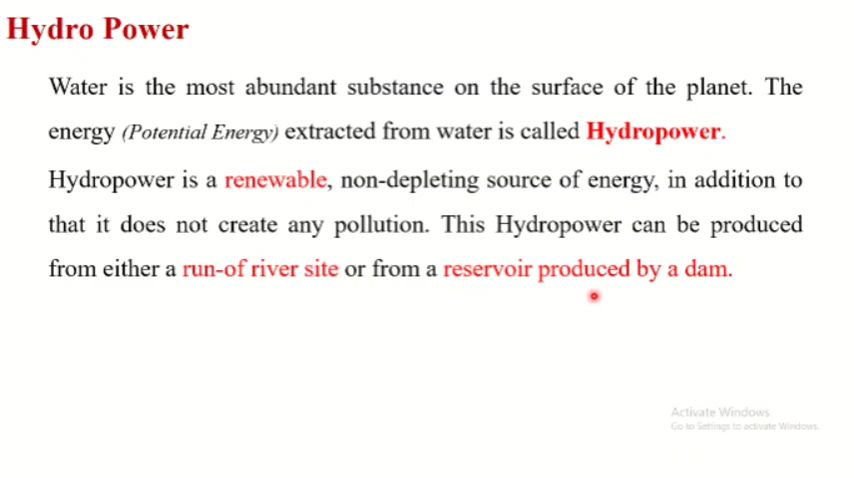 Hydro Power
Water is the most abundant substance on the surface of the planet. The
energy (Potential Energy) extracted from water is called Hydropower.
Hydropower is a renewable, non-depleting source of energy, in addition to
that it does not create any pollution. This Hydropower can be produced
from either a run-of river site or from a reservoir produced by a dam.
Activate Windows
Go to Settings to activate Windows.